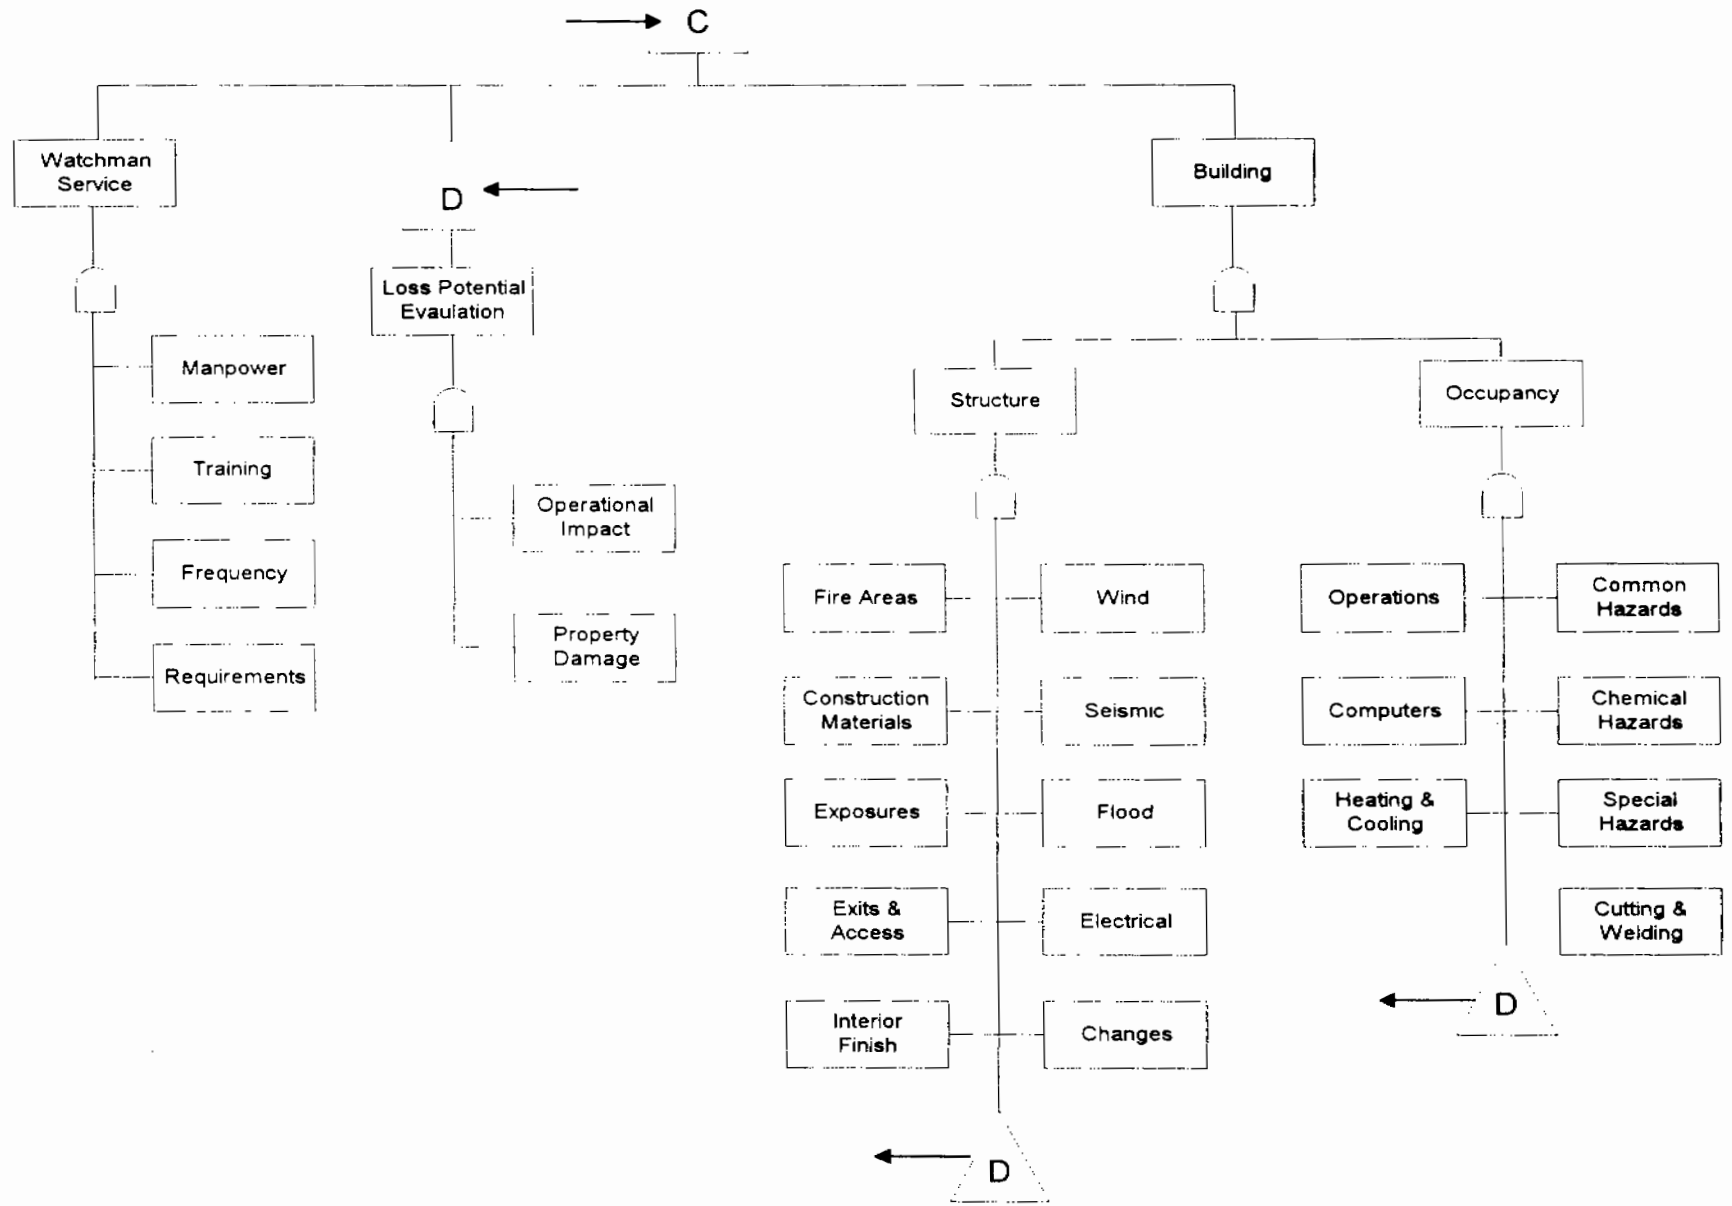 C
Watchman
Service
D
Building
Loss Potential
Evaulation
Manpower
Training
Frequency
Requirements
Operational
Impact
Property
Damage
Structure
Occupancy
Fire Areas
Wind
Construction
Materials
Seismic
Exposures
Flood
Exits &
Access
Electrical
Interior
Finish
Changes
D
Operations
Common
Hazards
Computers
Chemical
Hazards
Heating &
Cooling
Special
Hazards
Cutting &
Welding
D